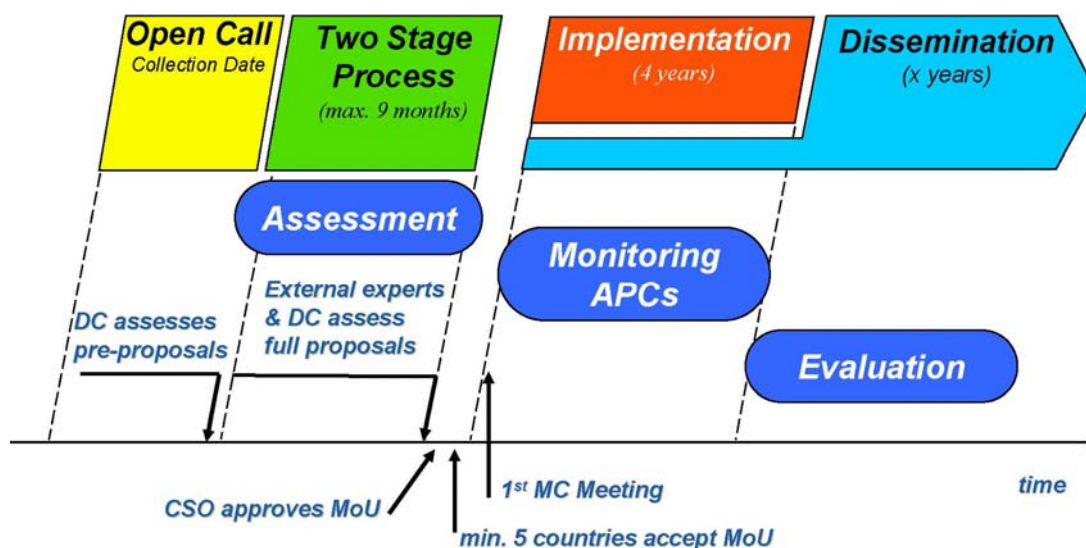 Open Call
Collection Date
Two Stage
Process
(max. 9 months)
Implementation
(4 years)
Dissemination
(x years)
Assessment
Monitoring
APCs
Evaluation
DC assesses
pre-proposals
External experts
& DC assess
full proposals
CSO approves MoU
1st MC Meeting
min. 5 countries accept MoU
time